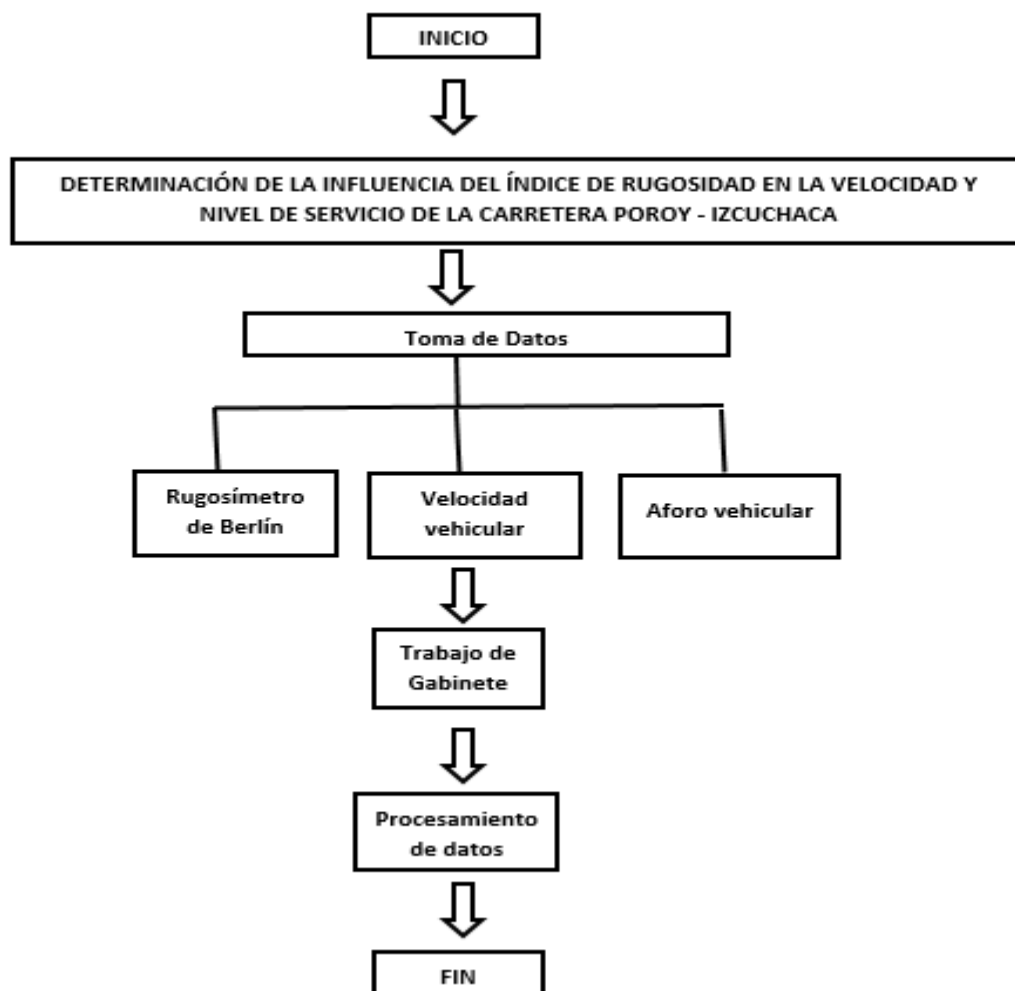 INICIO
DETERMINACIÓN DE LA INFLUENCIA DEL ÍNDICE DE RUGOSIDAD EN LA VELOCIDAD Y
NIVEL DE SERVICIO DE LA CARRETERA POROY - IZCUCHACA
Toma de Datos
Rugosímetro
de Berlín
Velocidad
vehicular
Aforo vehicular
Trabajo de
Gabinete
Procesamiento
de datos
FIN